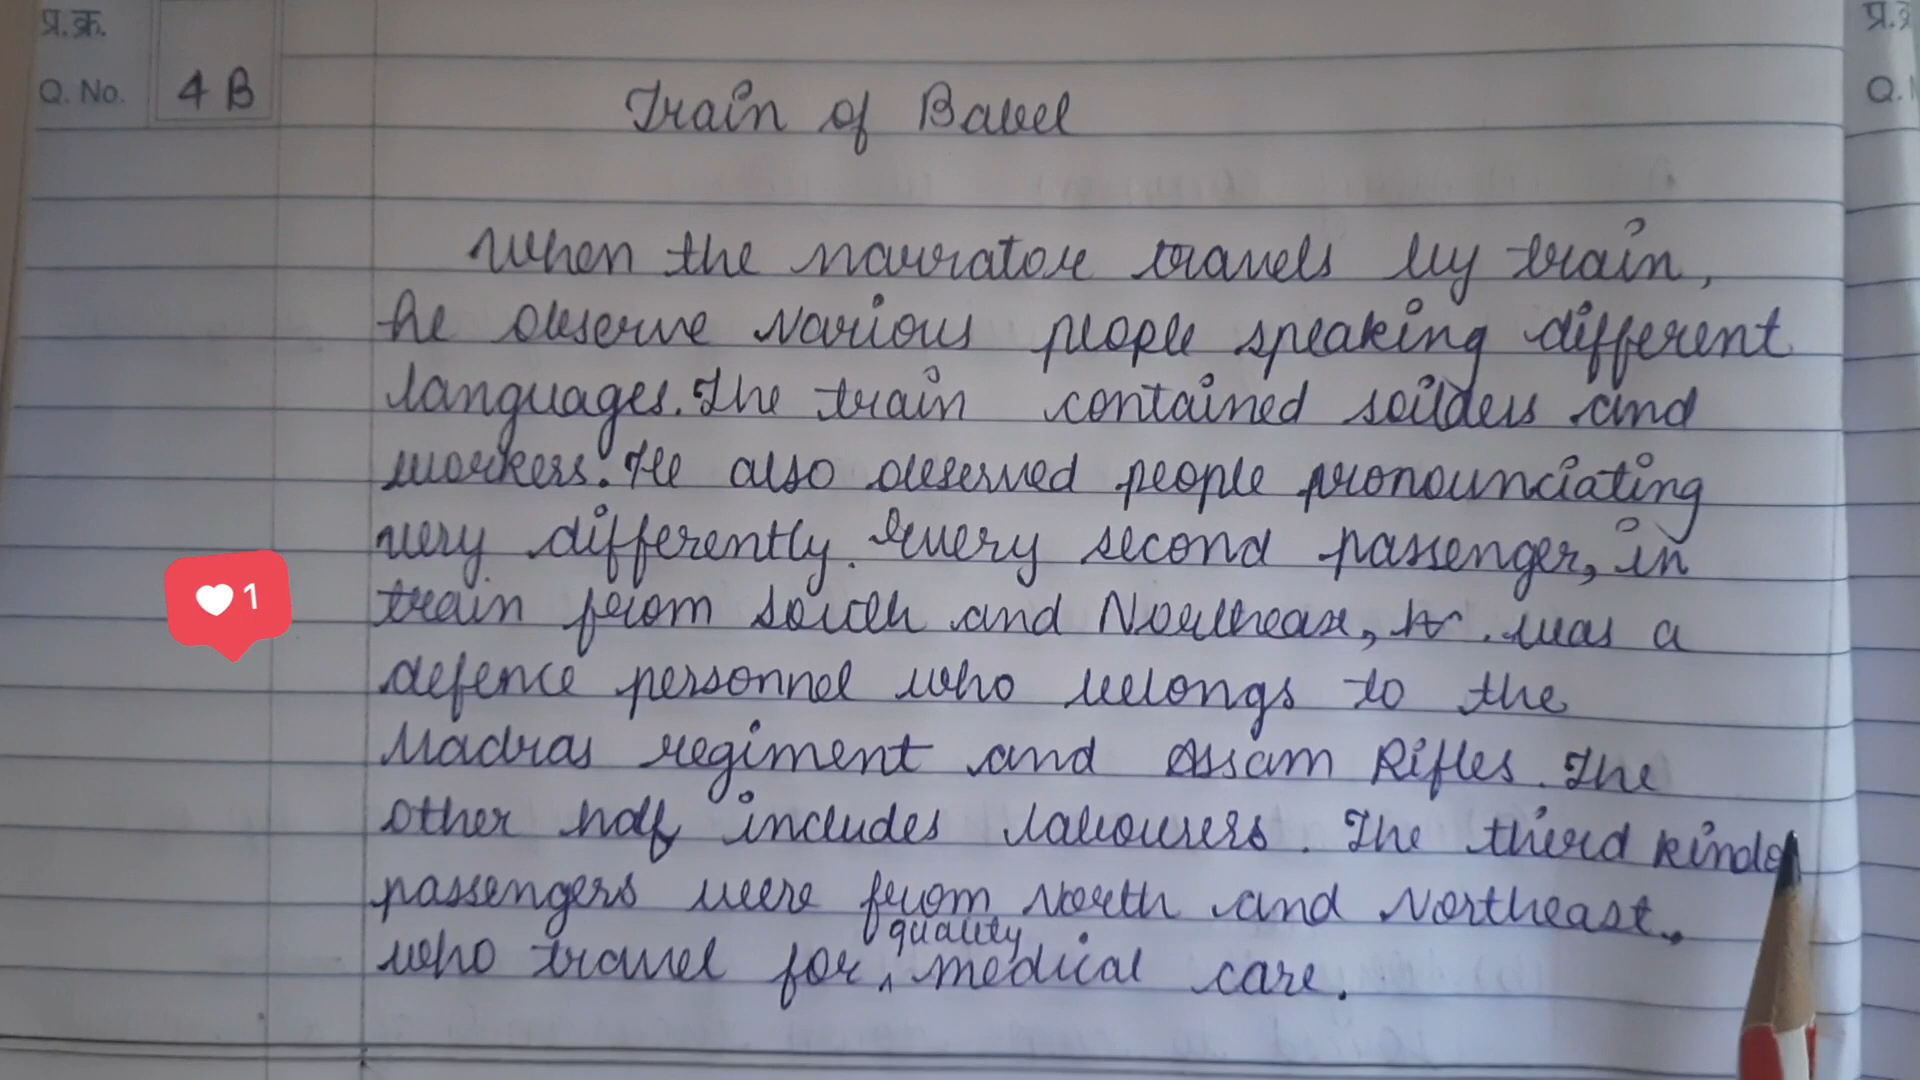 प्र.क्र.
Q. No. 4 B
Train of Babel
When the narrator travels by train,
he observe various people speaking different
languages. The train contained soilders and
workers. He also observed people pronounciating
very differently. Every second passenger, in
train from South and Northeast, was a
defence personnel who belongs to the
Madras regiment and Assam Rifles. The
other half includes labourers. The third kind
passengers were from North and Northeast.,
quality
who travel for ‸ medical care.
1
प्र.
Q.